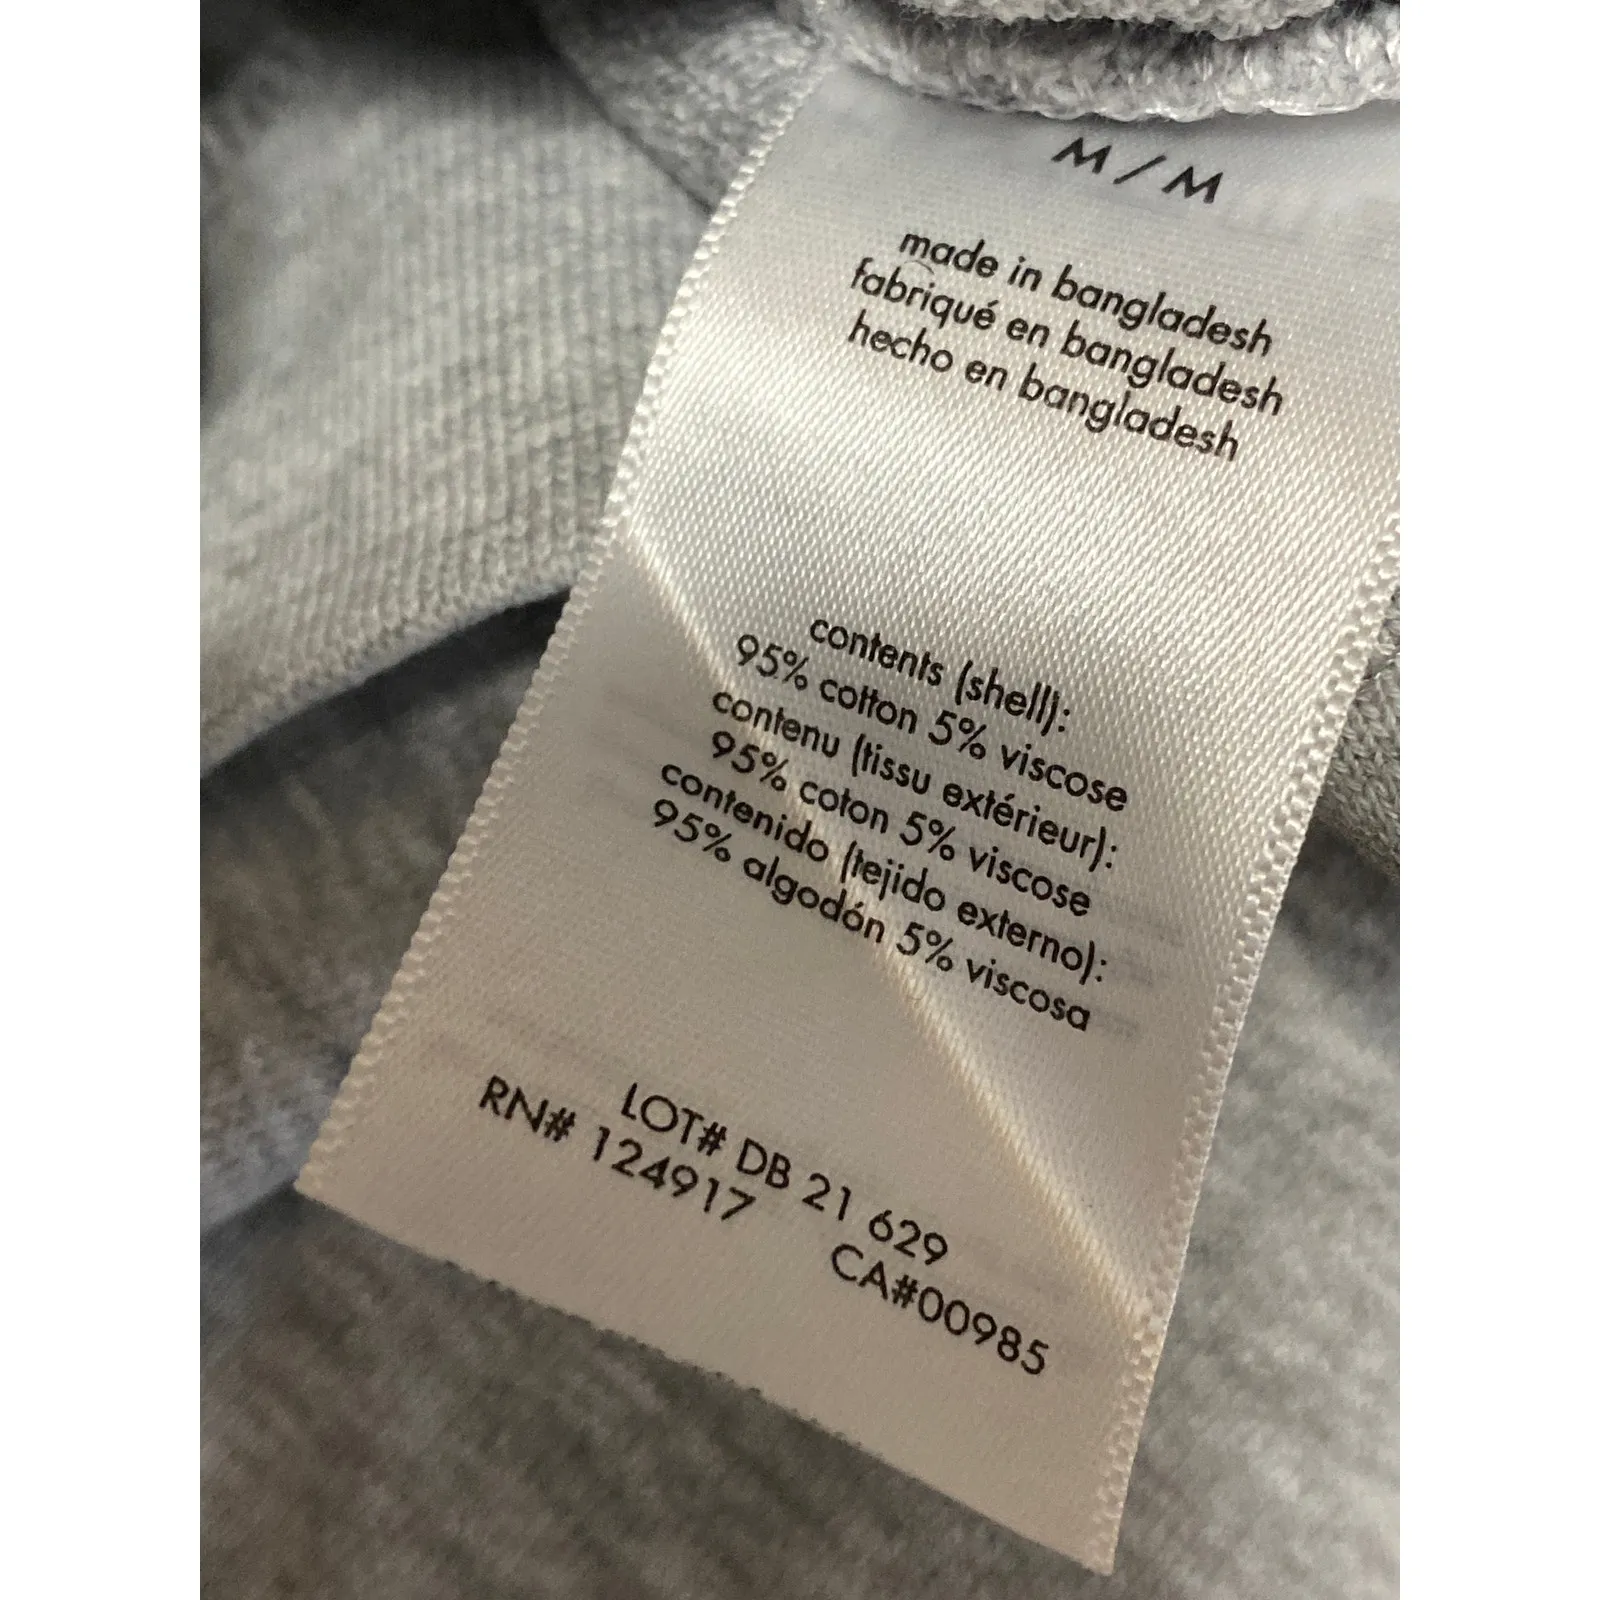 M / M
made in bangladesh
fabriqué en bangladesh
hecho en bangladesh
contents (shell):
95% cotton 5% viscose
contenu (tissu extérieur):
95% coton 5% viscose
contenido (tejido externo):
95% algodón 5% viscosa
LOT# DB 21 629
RN# 124917 CA#00985